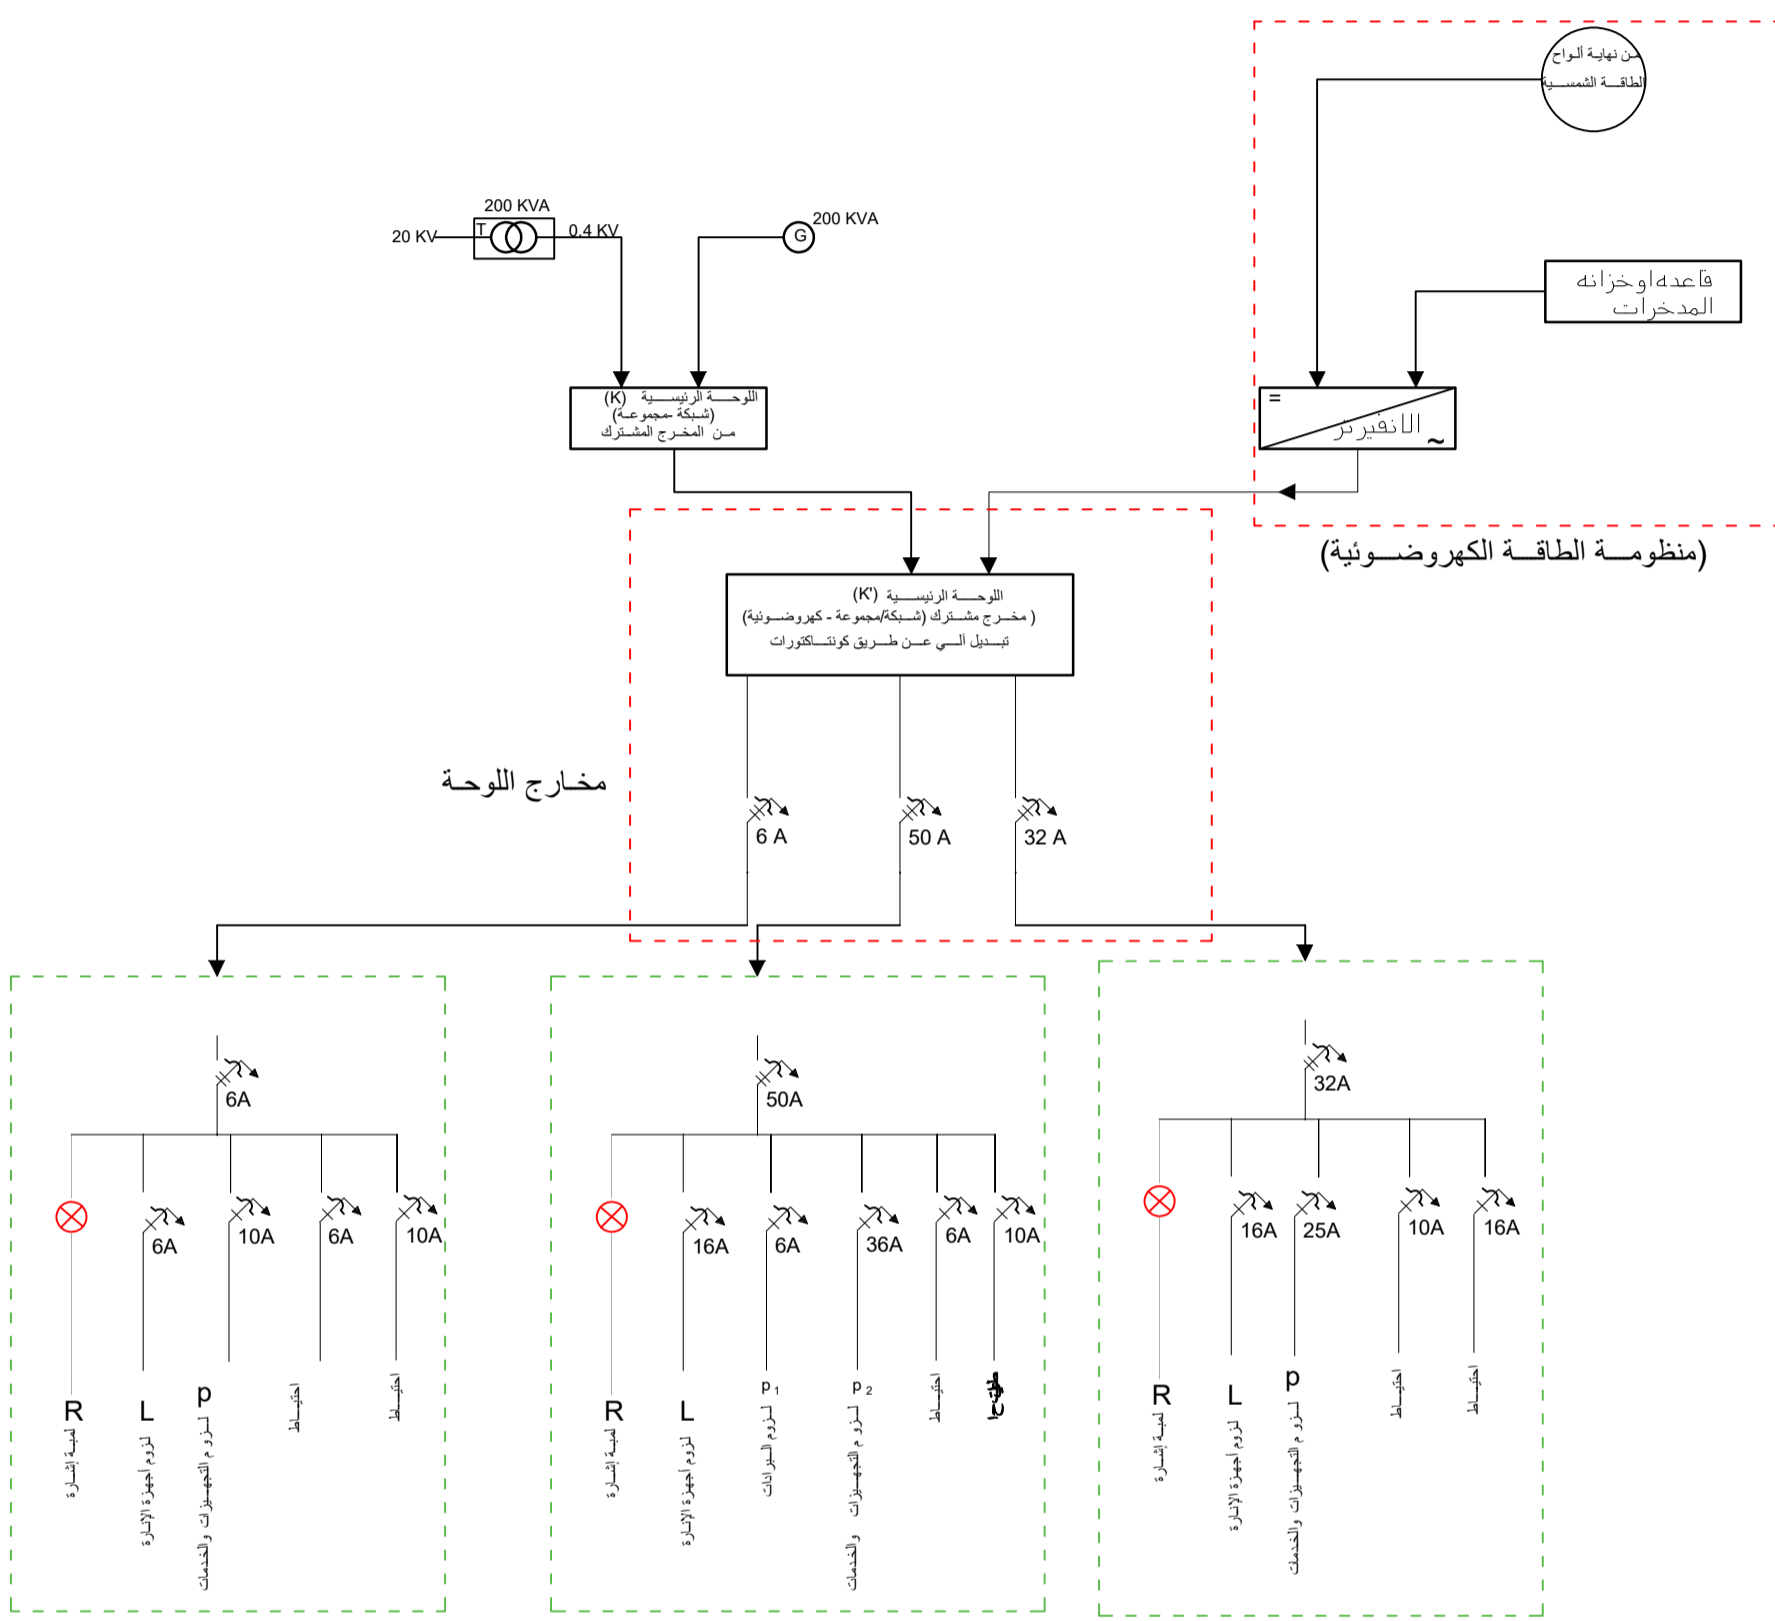 من نهاية ألواح
الطاقة الشمسية
200 KVA
20 KV
T
0.4 KV
G
200 KVA
قاعده اوخزانه
المدخرات
اللوحة الرئيسية (K)
(شبكة -مجموعة)
من المخرج المشترك
=
الانفيرتر
~
(منظومة الطاقة الكهروضوئية)
اللوحة الرئيسية (K')
( مخرج مشترك (شبكة/مجموعة - كهروضوئية)
تبديل آلي عن طريق كونتاكتورات
مخارج اللوحة
6 A
50 A
32 A
6A
6A
10A
6A
10A
R
لمبة إشارة
L
لزوم أجهزة الإنارة
p
لزوم التجهيزات والخدمات
احتياط
احتياط
50A
16A
6A
36A
6A
10A
R
لمبة إشارة
L
لزوم أجهزة الإنارة
p 1
لزوم البرادات
p 2
لزوم التجهيزات والخدمات
احتياط
32A
16A
25A
10A
16A
R
لمبة إشارة
L
لزوم أجهزة الإنارة
p
لزوم التجهيزات والخدمات
احتياط
احتياط